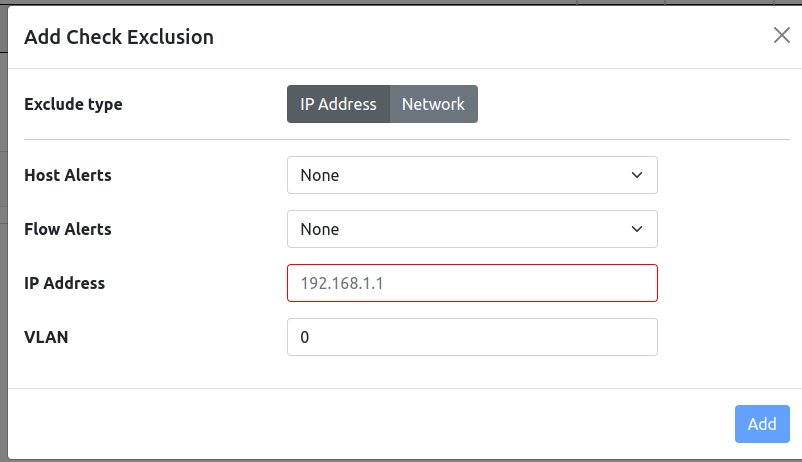 Add Check Exclusion
Exclude type IP Address Network
Host Alerts None
Flow Alerts None
IP Address 192.168.1.1
VLAN 0
Add